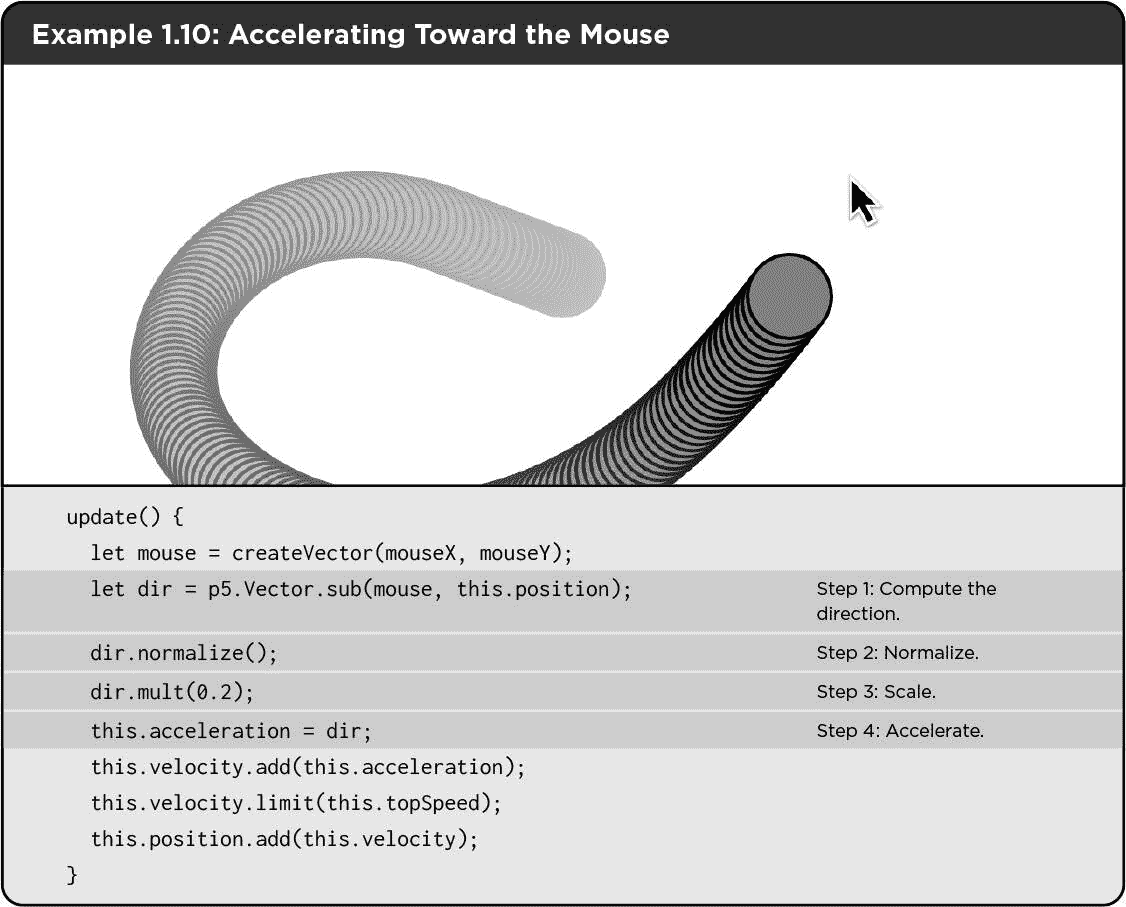 Example 1.10: Accelerating Toward the Mouse
update() {
let mouse = createVector(mouseX, mouseY);
let dir = p5.Vector.sub(mouse, this.position);
Step 1: Compute the
direction.
dir.normalize();
Step 2: Normalize.
dir.mult(0.2);
Step 3: Scale.
this.acceleration = dir;
Step 4: Accelerate.
this.velocity.add(this.acceleration);
this.velocity.limit(this.topSpeed);
this.position.add(this.velocity);
}